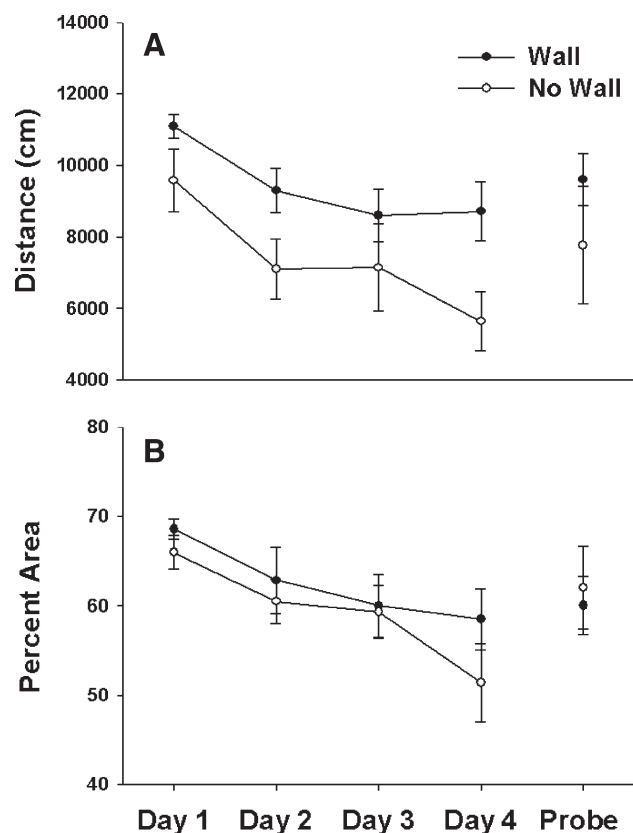 A
Wall
No Wall
14000
12000
10000
8000
6000
4000
Distance (cm)
B
80
70
60
50
40
Percent Area
Day 1 Day 2 Day 3 Day 4 Probe